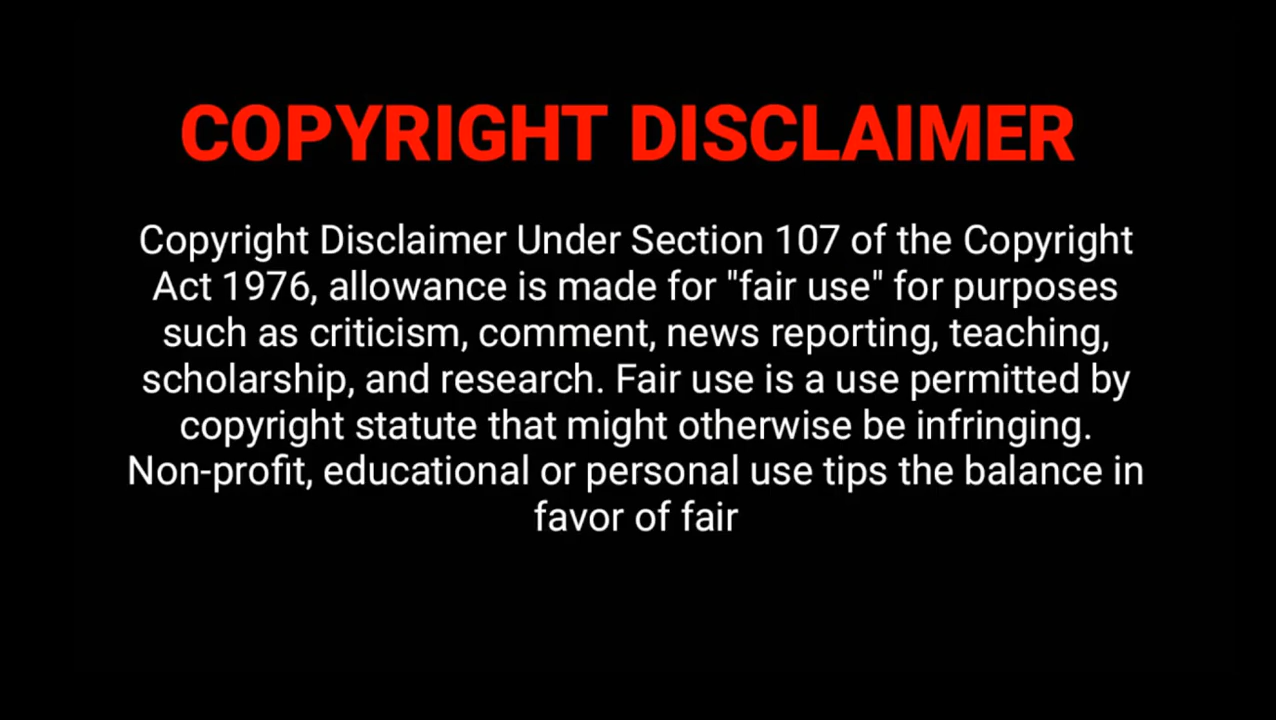 COPYRIGHT DISCLAIMER
Copyright Disclaimer Under Section 107 of the Copyright
Act 1976, allowance is made for "fair use" for purposes
such as criticism, comment, news reporting, teaching,
scholarship, and research. Fair use is a use permitted by
copyright statute that might otherwise be infringing.
Non-profit, educational or personal use tips the balance in
favor of fair